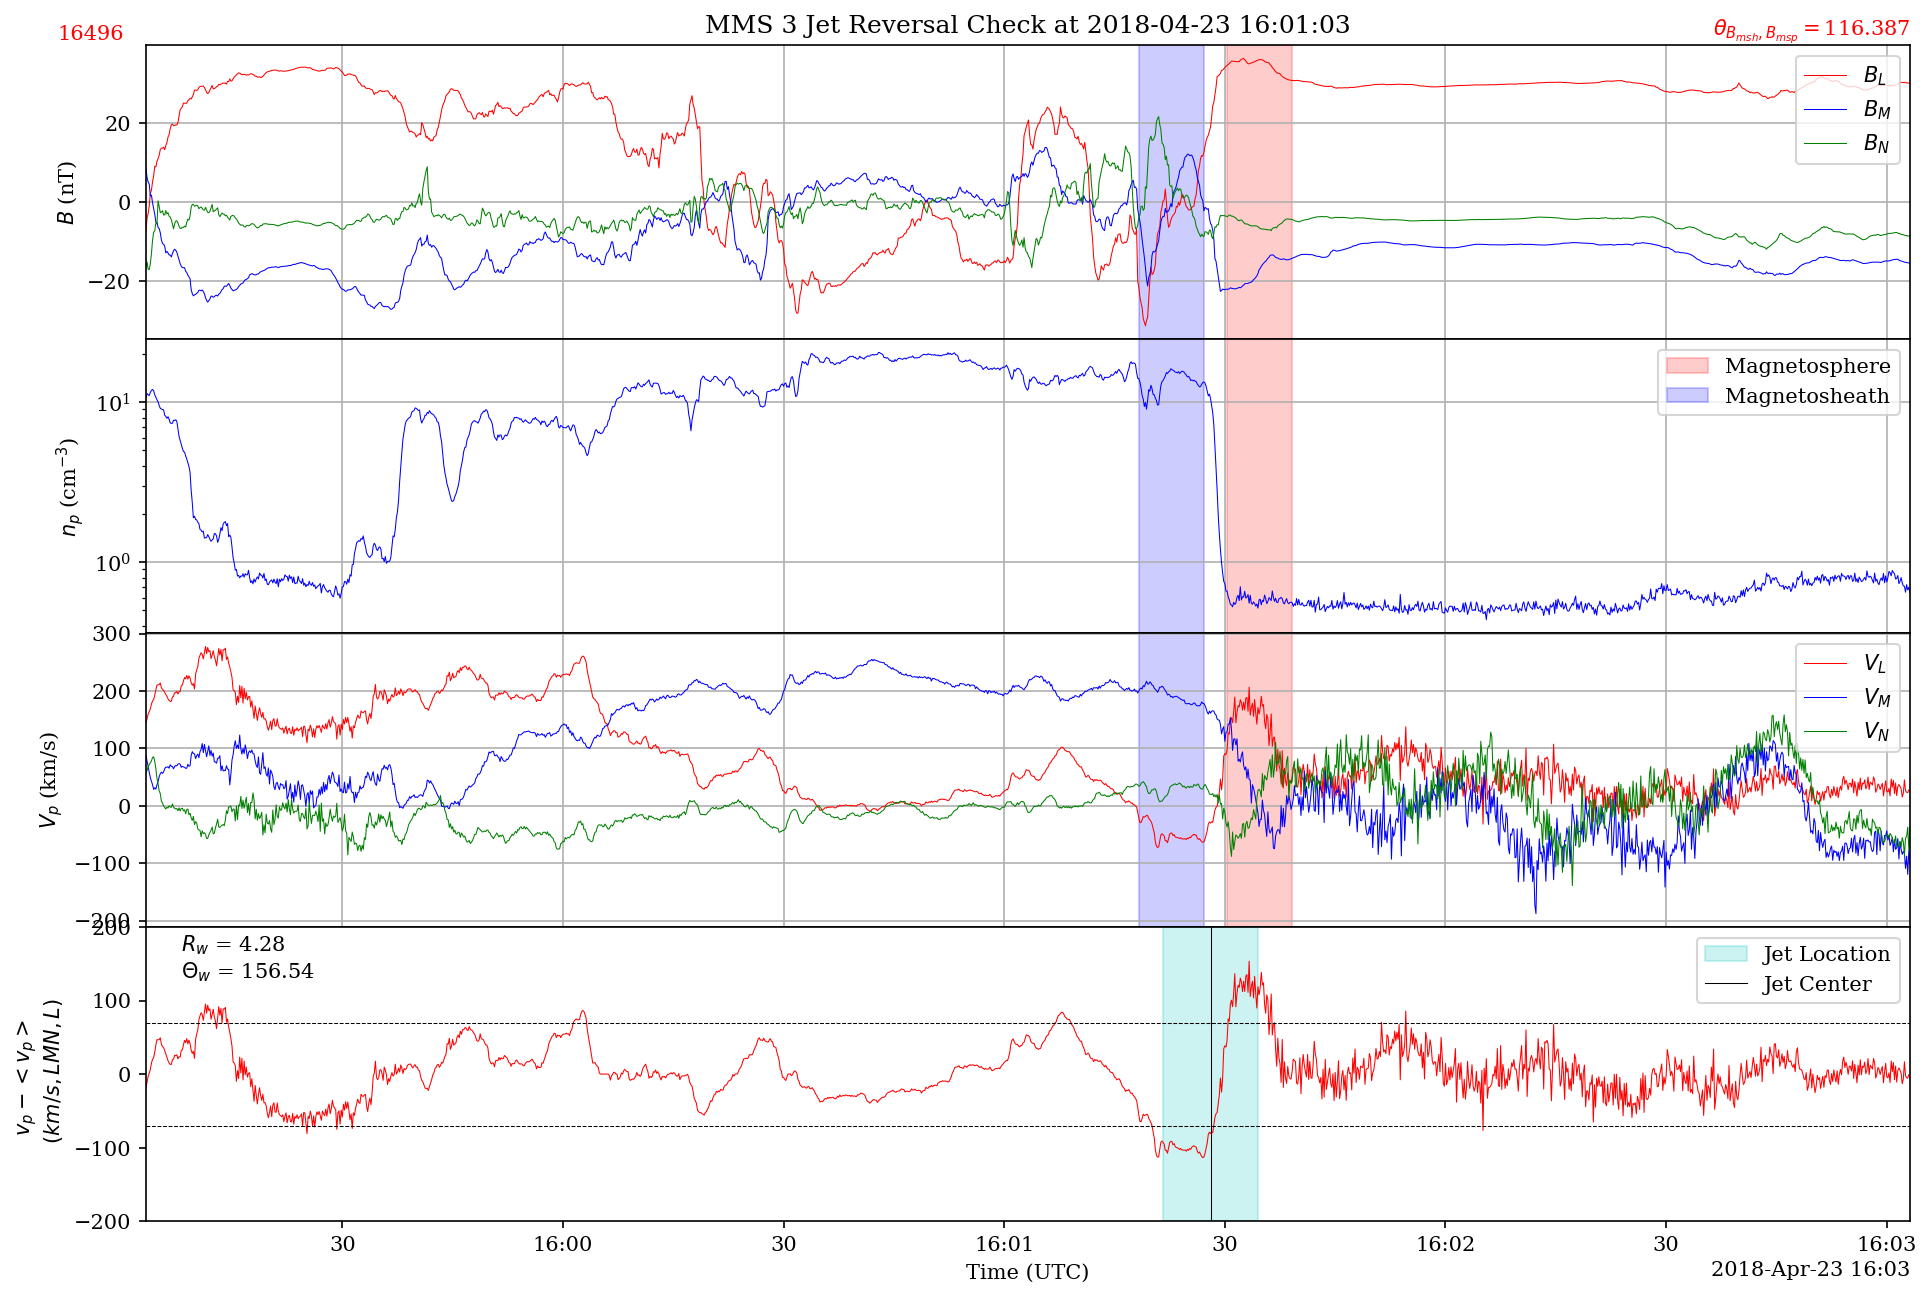 MMS 3 Jet Reversal Check at 2018-04-23 16:01:03
16496
θ_{B_{msh}, B_{msp}} = 116.387
B (nT)
20
0
−20
B_L
B_M
B_N
n_p (cm^{−3})
10^1
10^0
Magnetosphere
Magnetosheath
V_p (km/s)
300
200
100
0
−100
−200
V_L
V_M
V_N
v_p − <v_p>
(km/s, LMN, L)
200
100
0
−100
−200
R_w = 4.28
Θ_w = 156.54
Jet Location
Jet Center
30 16:00 30 16:01 30 16:02 30 16:03
Time (UTC)
2018-Apr-23 16:03